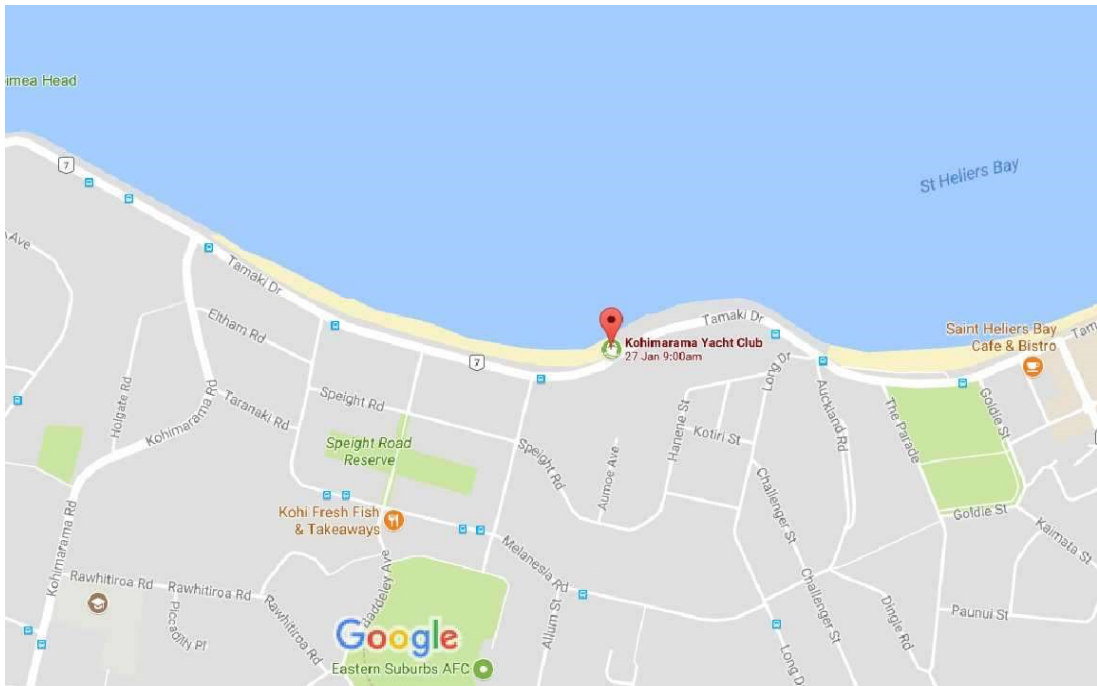 imea Head
7
St Heliers Bay
Ave
Tamaki Dr
Tamaki Dr
Kohimarama Yacht Club
27 Jan 9:00am
Saint Heliers Bay
Cafe & Bistro
Tam
Eltham Rd
7
Long Dr
Auckland Rd
The Parade
Goldie St
Holgate Rd
Kohimarama Rd
Taranaki Rd
Speight Rd
Speight Road
Reserve
Speight Rd
Aumoe Ave
Hanene St
Kotiri St
Challenger St
Kohi Fresh Fish
& Takeaways
Goldie St
Kaimata St
Kohimarama Rd
Melanesia Rd
Rawhitiroa Rd
Rawhitiroa Rd
Rawhitiroa Rd
Piccadilly Pl
addeley Ave
Allum St
Challenger St
Dingle Rd
Paunui St
Long D
Google
Eastern Suburbs AFC